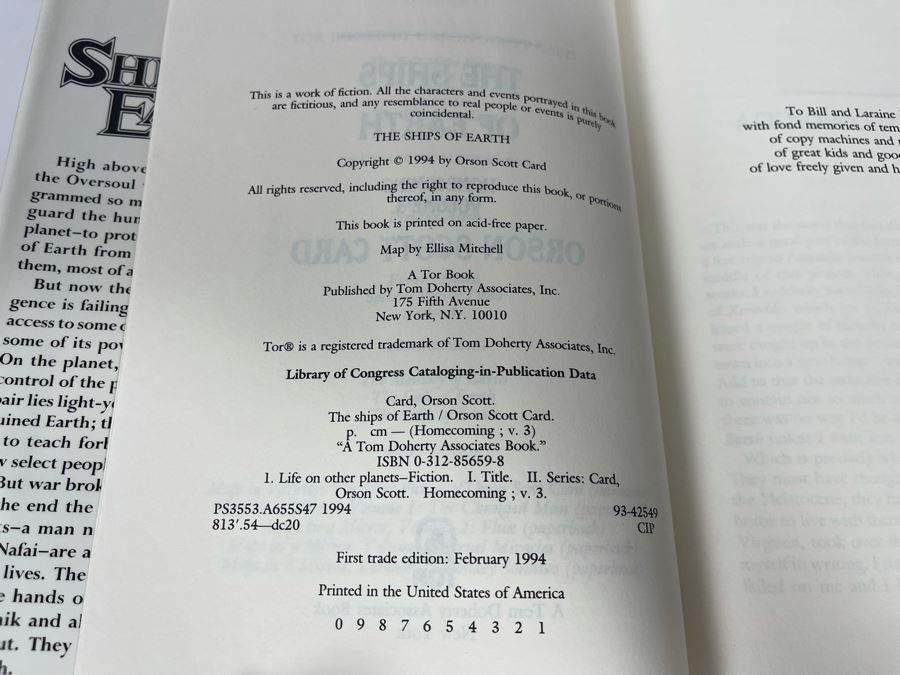 SHI
EA
High above
the Oversoul
grammed so m
guard the hun
planet–to prot
of Earth from
them, most of a
But now the
gence is failing
access to some
some of its pow
On the planet,
control of the p
pair lies light-y
uined Earth; th
to teach forl
w select peopl
But war brok
he end the
ts–a man n
Nafai–are a
lives. The
e hands o
nik and al
ut. They
h.
This is a work of fiction. All the characters and events portrayed in this book
are fictitious, and any resemblance to real people or events is purely
coincidental.
THE SHIPS OF EARTH
Copyright © 1994 by Orson Scott Card
All rights reserved, including the right to reproduce this book, or portions
thereof, in any form.
This book is printed on acid-free paper.
Map by Ellisa Mitchell
A Tor Book
Published by Tom Doherty Associates, Inc.
175 Fifth Avenue
New York, N.Y. 10010
Tor® is a registered trademark of Tom Doherty Associates, Inc.
Library of Congress Cataloging-in-Publication Data
Card, Orson Scott.
The ships of Earth / Orson Scott Card.
p. cm — (Homecoming ; v. 3)
“A Tom Doherty Associates Book.”
ISBN 0-312-85659-8
1. Life on other planets–Fiction. I. Title. II. Series: Card,
Orson Scott. Homecoming ; v. 3.
PS3553.A655S47 1994 93-42549
813'.54—dc20 CIP
First trade edition: February 1994
Printed in the United States of America
0 9 8 7 6 5 4 3 2 1
To Bill and Laraine
with fond memories of tem
of copy machines and
of great kids and goo
of love freely given and h